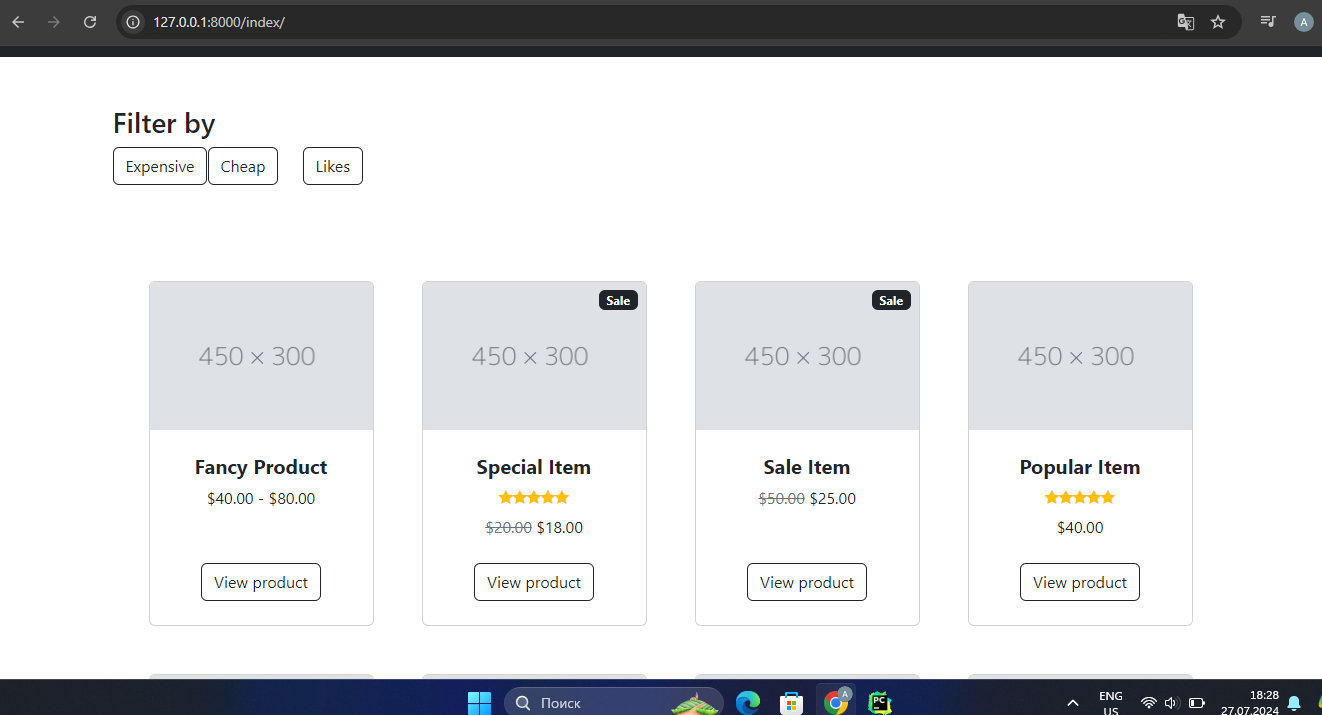 127.0.0.1:8000/index/
A
Filter by
Expensive Cheap Likes
450 × 300
Sale
450 × 300
Sale
450 × 300
450 × 300
Fancy Product
$40.00 - $80.00
View product
Special Item
$20.00 $18.00
View product
Sale Item
$50.00 $25.00
View product
Popular Item
$40.00
View product
Поиск
A
PC
ENG
US
18:28
27.07.2024